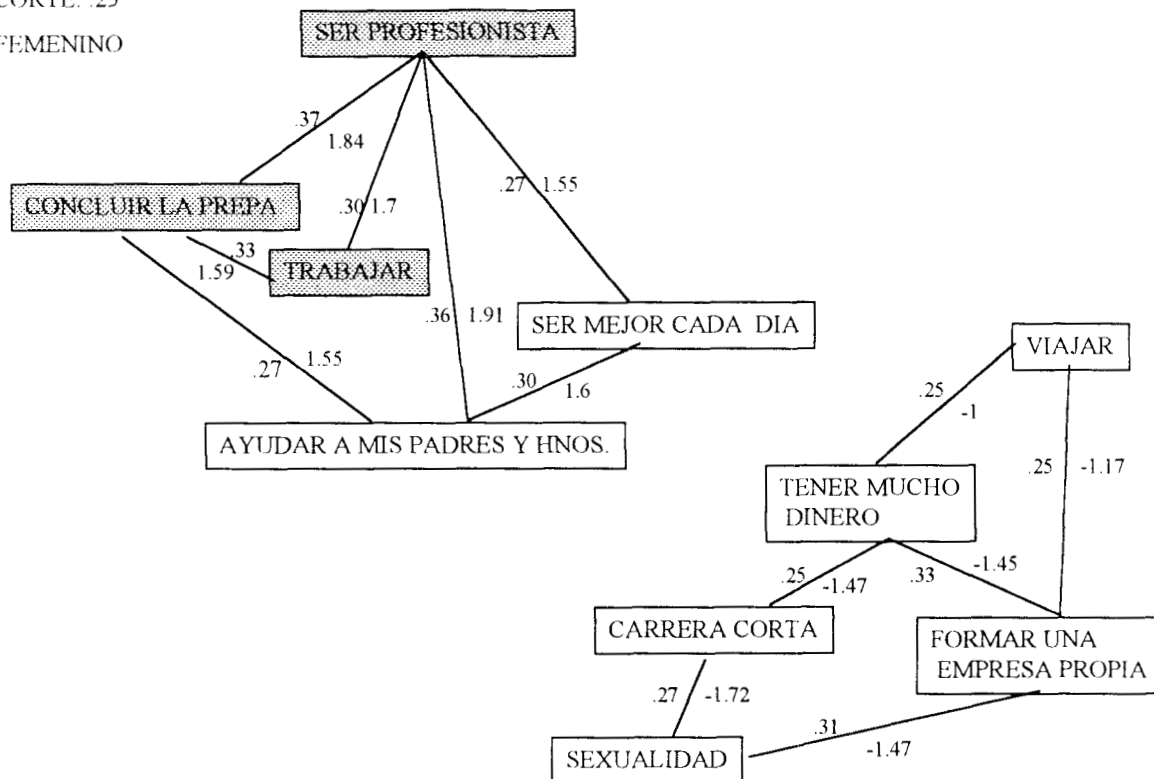 CORTE: .25
FEMENINO
SER PROFESIONISTA
.37
1.84
.27 1.55
CONCLUIR LA PREPA
.30 1.7
.33
1.59
TRABAJAR
.36 1.91
SER MEJOR CADA DIA
VIAJAR
.27 1.55
.30
1.6
.25
-1
AYUDAR A MIS PADRES Y HNOS.
.25 -1.17
TENER MUCHO
DINERO
.25
-1.47
.33
-1.45
CARRERA CORTA
FORMAR UNA
EMPRESA PROPIA
.27 -1.72
.31
-1.47
SEXUALIDAD